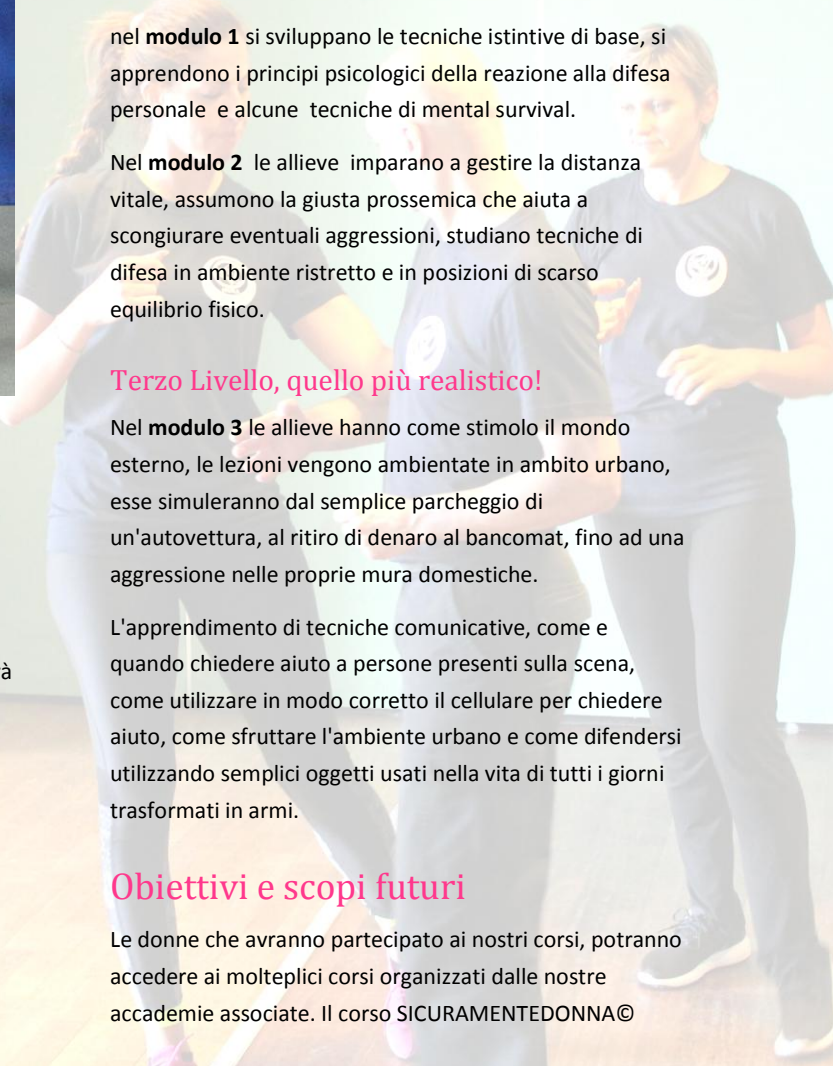 nel modulo 1 si sviluppano le tecniche istintive di base, si
apprendono i principi psicologici della reazione alla difesa
personale e alcune tecniche di mental survival.
Nel modulo 2 le allieve imparano a gestire la distanza
vitale, assumono la giusta prossemica che aiuta a
scongiurare eventuali aggressioni, studiano tecniche di
difesa in ambiente ristretto e in posizioni di scarso
equilibrio fisico.
Terzo Livello, quello più realistico!
Nel modulo 3 le allieve hanno come stimolo il mondo
esterno, le lezioni vengono ambientate in ambito urbano,
esse simuleranno dal semplice parcheggio di
un'autovettura, al ritiro di denaro al bancomat, fino ad una
aggressione nelle proprie mura domestiche.
L'apprendimento di tecniche comunicative, come e
quando chiedere aiuto a persone presenti sulla scena,
come utilizzare in modo corretto il cellulare per chiedere
aiuto, come sfruttare l'ambiente urbano e come difendersi
utilizzando semplici oggetti usati nella vita di tutti i giorni
trasformati in armi.
Obiettivi e scopi futuri
Le donne che avranno partecipato ai nostri corsi, potranno
accedere ai molteplici corsi organizzati dalle nostre
accademie associate. Il corso SICURAMENTEDONNA©